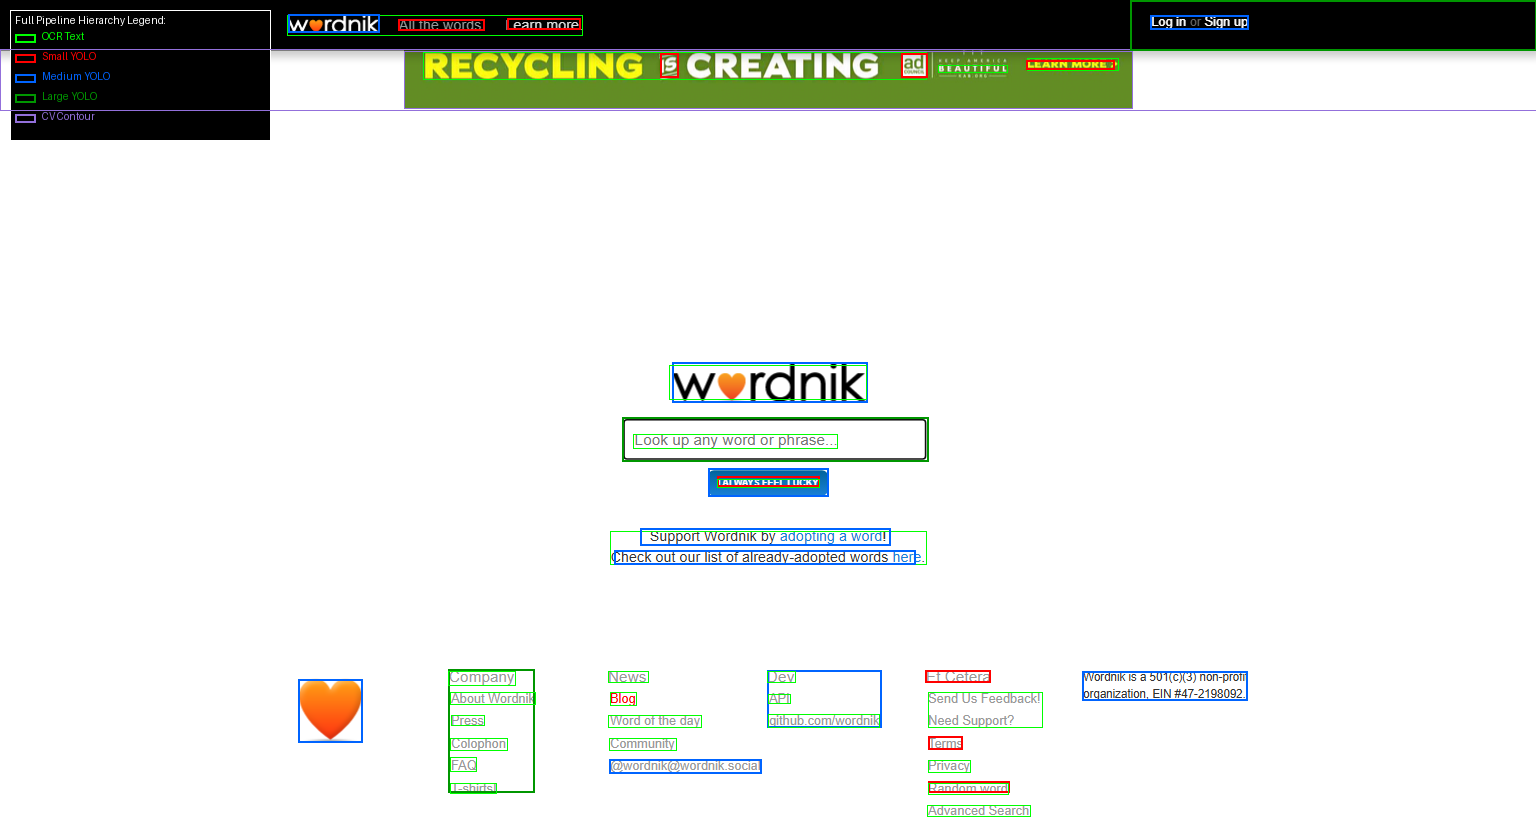 Full Pipeline Hierarchy Legend:
OCR Text
Small YOLO
Medium YOLO
Large YOLO
CV Contour
wordnik All the words Learn more Log in or Sign up
RECYCLING IS CREATING ad COUNCIL KEEP AMERICA BEAUTIFUL KAB.ORG LEARN MORE
wordnik
Look up any word or phrase...
I ALWAYS FEEL LUCKY
Support Wordnik by adopting a word!
Check out our list of already-adopted words here.
Company
About Wordnik
Press
Colophon
FAQ
T-shirts!
News
Blog
Word of the day
Community
@wordnik@wordnik.social
Dev
API
github.com/wordnik
Et Cetera
Send Us Feedback!
Need Support?
Terms
Privacy
Random word
Advanced Search
Wordnik is a 501(c)(3) non-profit
organization, EIN #47-2198092.